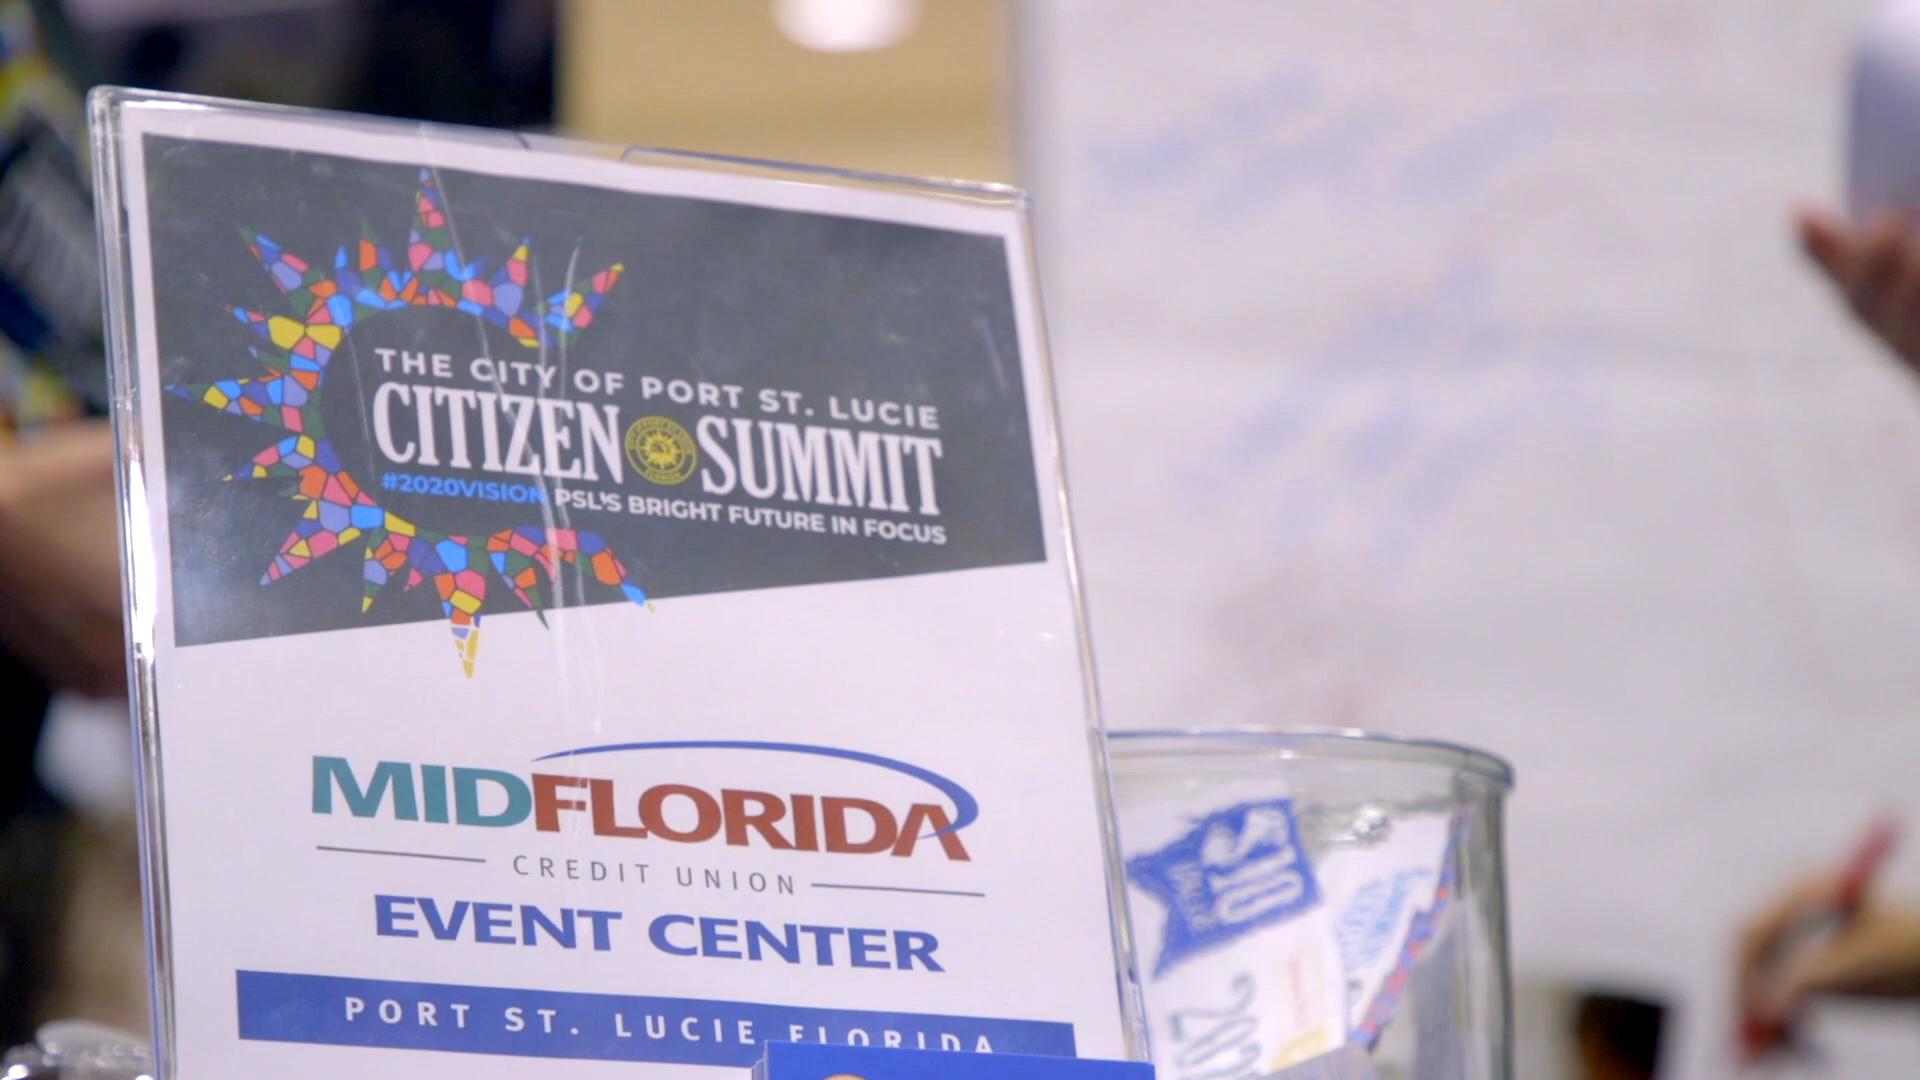 THE CITY OF PORT ST. LUCIE
CITIZEN SUMMIT
#2020VISION PSL'S BRIGHT FUTURE IN FOCUS
MIDFLORIDA
CREDIT UNION
EVENT CENTER
PORT ST. LUCIE FLORIDA